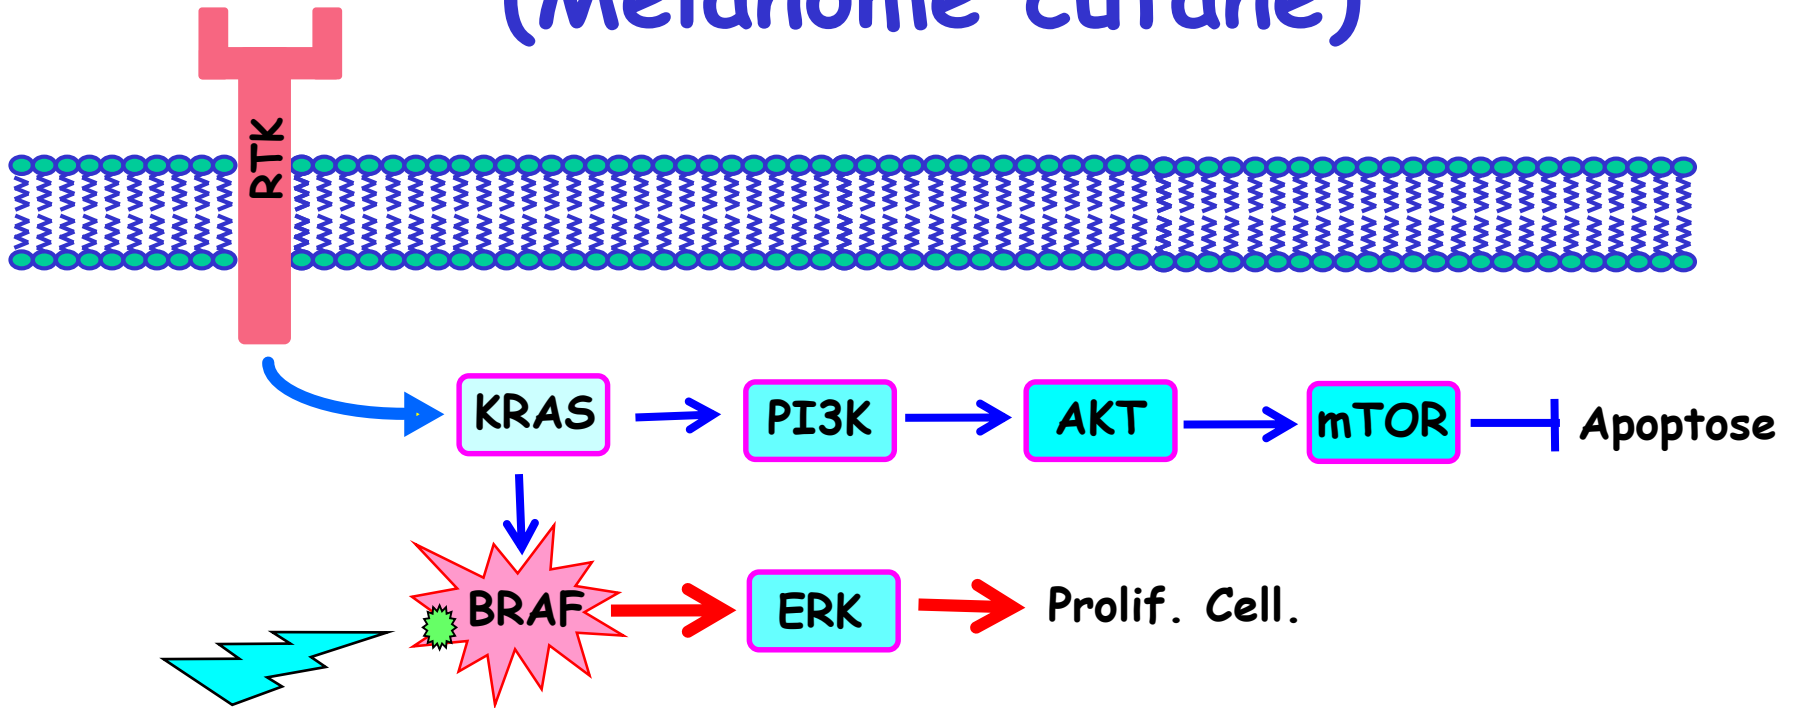 (Mélanome cutané)
RTK
KRAS
PI3K
AKT
mTOR
Apoptose
BRAF
ERK
Prolif. Cell.